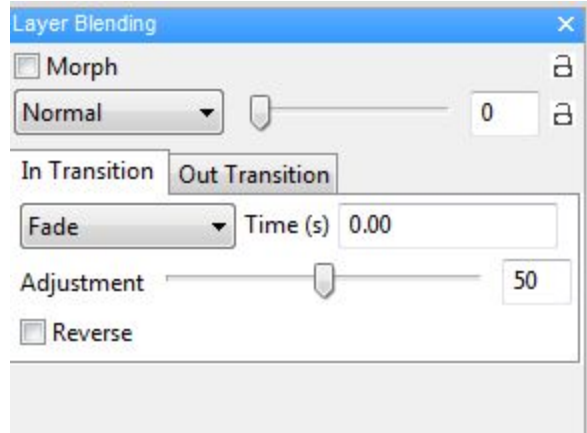 Layer Blending
Morph
Normal 0
In Transition Out Transition
Fade Time (s) 0.00
Adjustment 50
Reverse